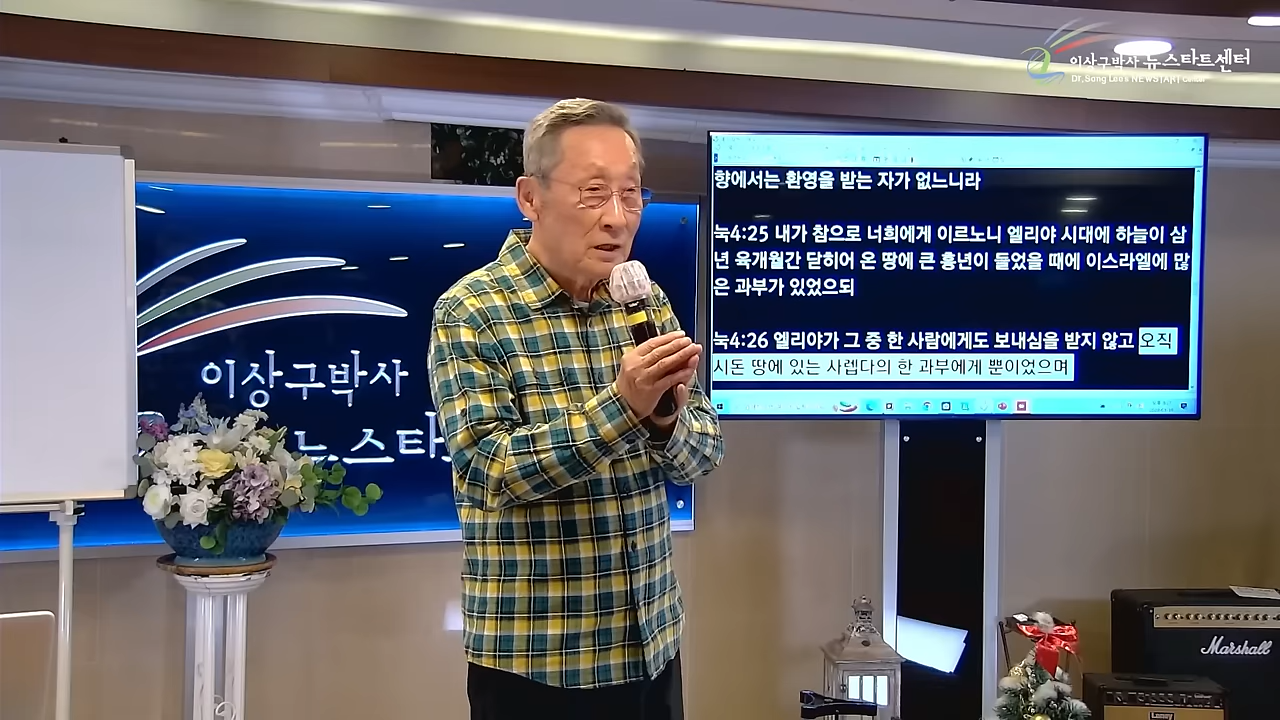 이상구박사 뉴스타트센터
Dr. Sang Lee's NEWSTART Center
향에서는 환영을 받는 자가 없느니라
눅4:25 내가 참으로 너희에게 이르노니 엘리야 시대에 하늘이 삼
년 육개월간 닫히어 온 땅에 큰 흉년이 들었을 때에 이스라엘에 많
은 과부가 있었으되
눅4:26 엘리야가 그 중 한 사람에게도 보내심을 받지 않고 오직
시돈 땅에 있는 사렙다의 한 과부에게 뿐이었으며
이상구박사
뉴스타
Marshall
Laney